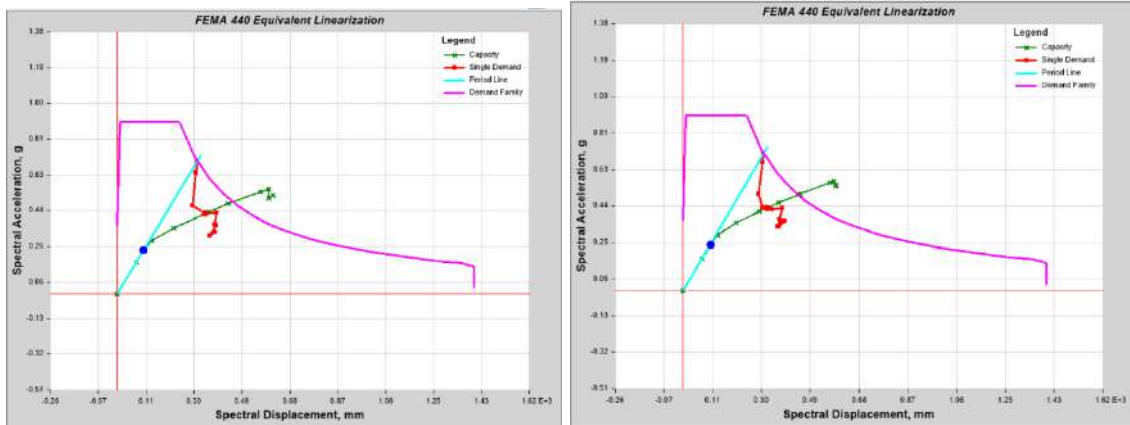 FEMA 440 Equivalent Linearization
Legend
Capacity
Single Demand
Period Line
Demand Family
Spectral Acceleration, g
1.38
1.19
1.00
0.81
0.63
0.44
0.25
0.06
-0.13
-0.32
-0.51
-0.26
-0.07
0.11
0.30
0.49
0.68
0.87
1.06
1.24
1.43
1.62 E+3
Spectral Displacement, mm
FEMA 440 Equivalent Linearization
Legend
Capacity
Single Demand
Period Line
Demand Family
Spectral Acceleration, g
1.38
1.19
1.00
0.81
0.63
0.44
0.25
0.06
-0.13
-0.32
-0.51
-0.26
-0.07
0.11
0.30
0.49
0.68
0.87
1.06
1.24
1.43
1.62 E+3
Spectral Displacement, mm